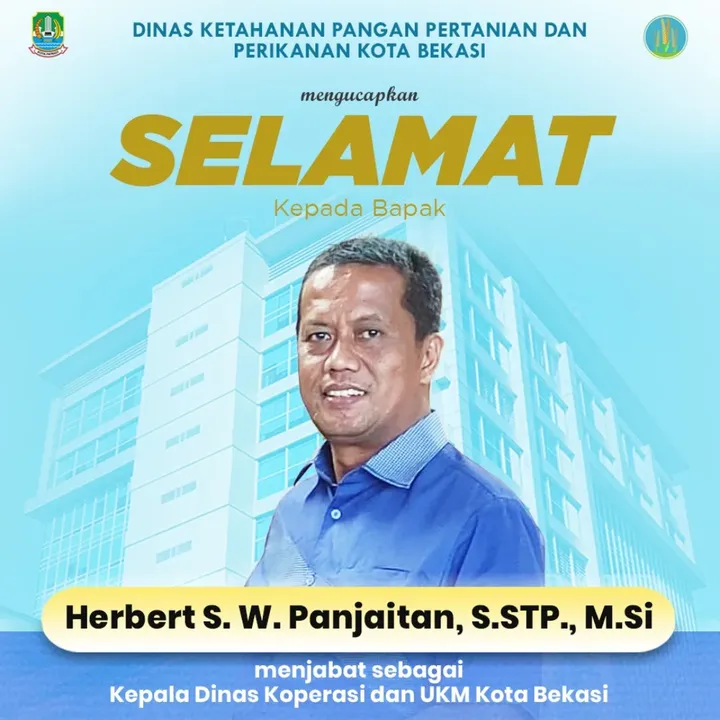 DINAS KETAHANAN PANGAN PERTANIAN DAN
PERIKANAN KOTA BEKASI
mengucapkan
SELAMAT
Kepada Bapak
Herbert S. W. Panjaitan, S.STP., M.Si
menjabat sebagai
Kepala Dinas Koperasi dan UKM Kota Bekasi